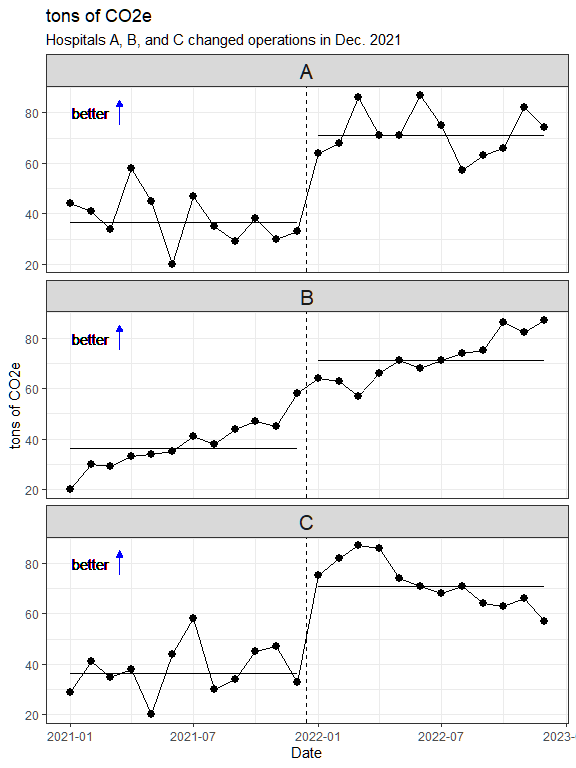 tons of CO2e
Hospitals A, B, and C changed operations in Dec. 2021
A
better
80
60
40
20
B
better
80
60
40
20
tons of CO2e
C
better
80
60
40
20
2021-01 2021-07 2022-01 2022-07 2023-
Date